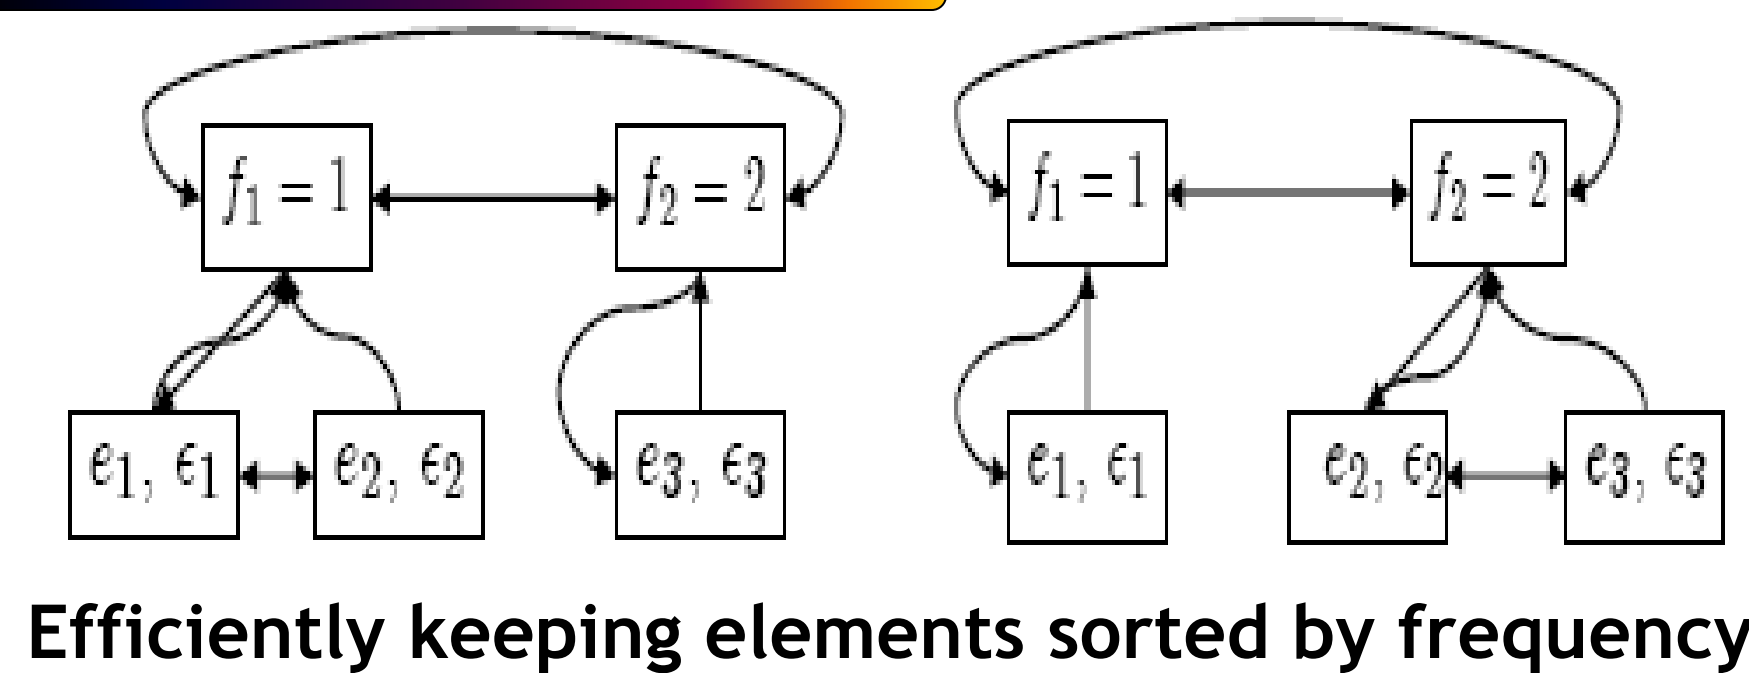 f₁ = 1 f₂ = 2 f₁ = 1 f₂ = 2
e₁, ϵ₁ e₂, ϵ₂ e₃, ϵ₃ e₁, ϵ₁ e₂, ϵ₂ e₃, ϵ₃
Efficiently keeping elements sorted by frequency